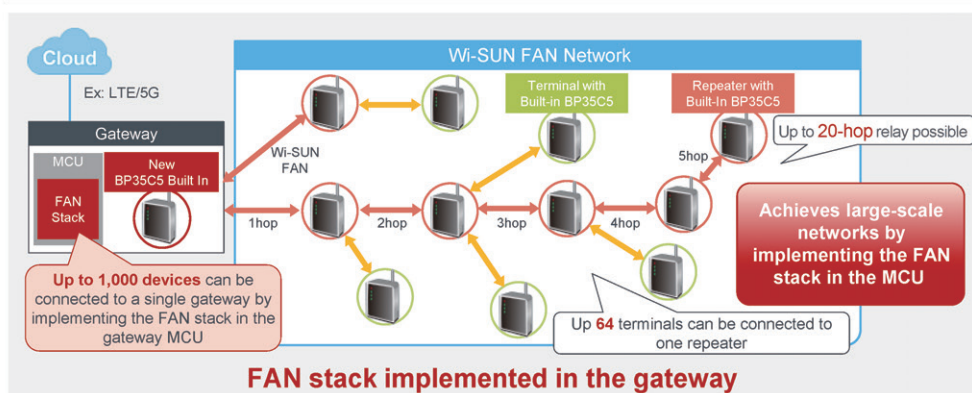 Cloud
Ex: LTE/5G
Gateway
MCU
FAN
Stack
New
BP35C5 Built In
Up to 1,000 devices can be
connected to a single gateway by
implementing the FAN stack in the
gateway MCU
Wi-SUN FAN Network
Wi-SUN
FAN
Terminal with
Built-in BP35C5
Repeater with
Built-In BP35C5
1hop
2hop
3hop
4hop
5hop
Up to 20-hop relay possible
Achieves large-scale
networks by
implementing the FAN
stack in the MCU
Up 64 terminals can be connected to
one repeater
FAN stack implemented in the gateway